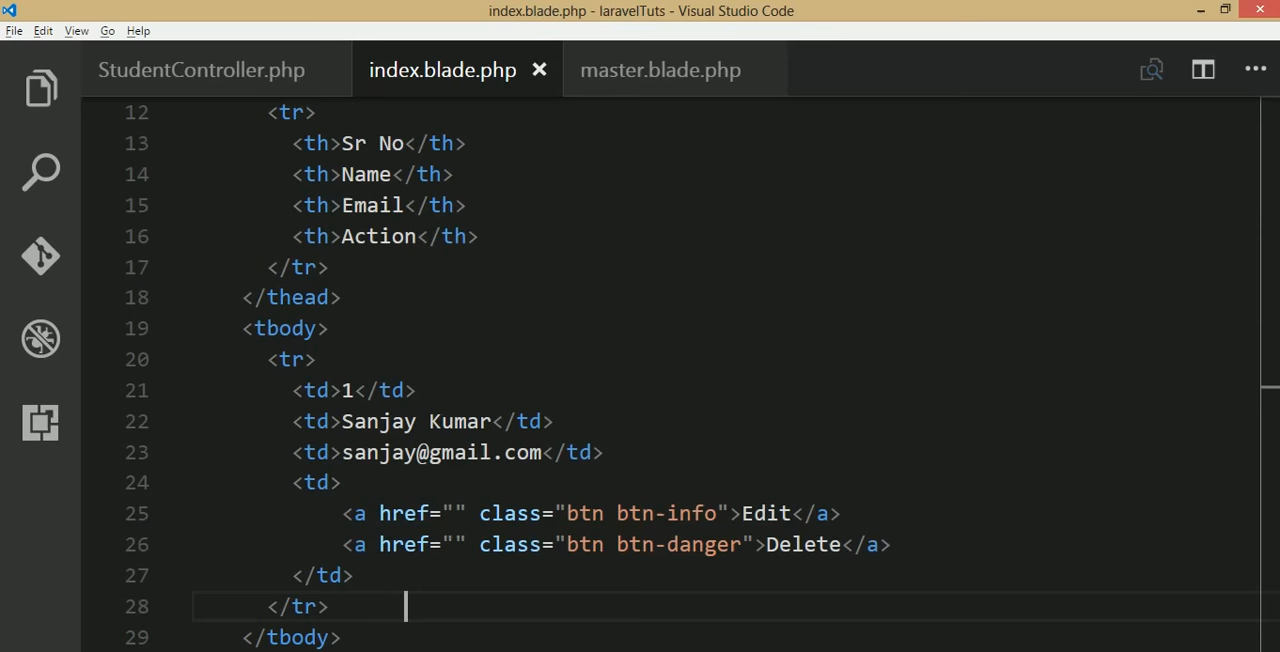 index.blade.php - laravelTuts - Visual Studio Code
File Edit View Go Help
StudentController.php index.blade.php master.blade.php
12 <tr>
13 <th>Sr No</th>
14 <th>Name</th>
15 <th>Email</th>
16 <th>Action</th>
17 </tr>
18 </thead>
19 <tbody>
20 <tr>
21 <td>1</td>
22 <td>Sanjay Kumar</td>
23 <td>sanjay@gmail.com</td>
24 <td>
25 <a href="" class="btn btn-info">Edit</a>
26 <a href="" class="btn btn-danger">Delete</a>
27 </td>
28 </tr>
29 </tbody>